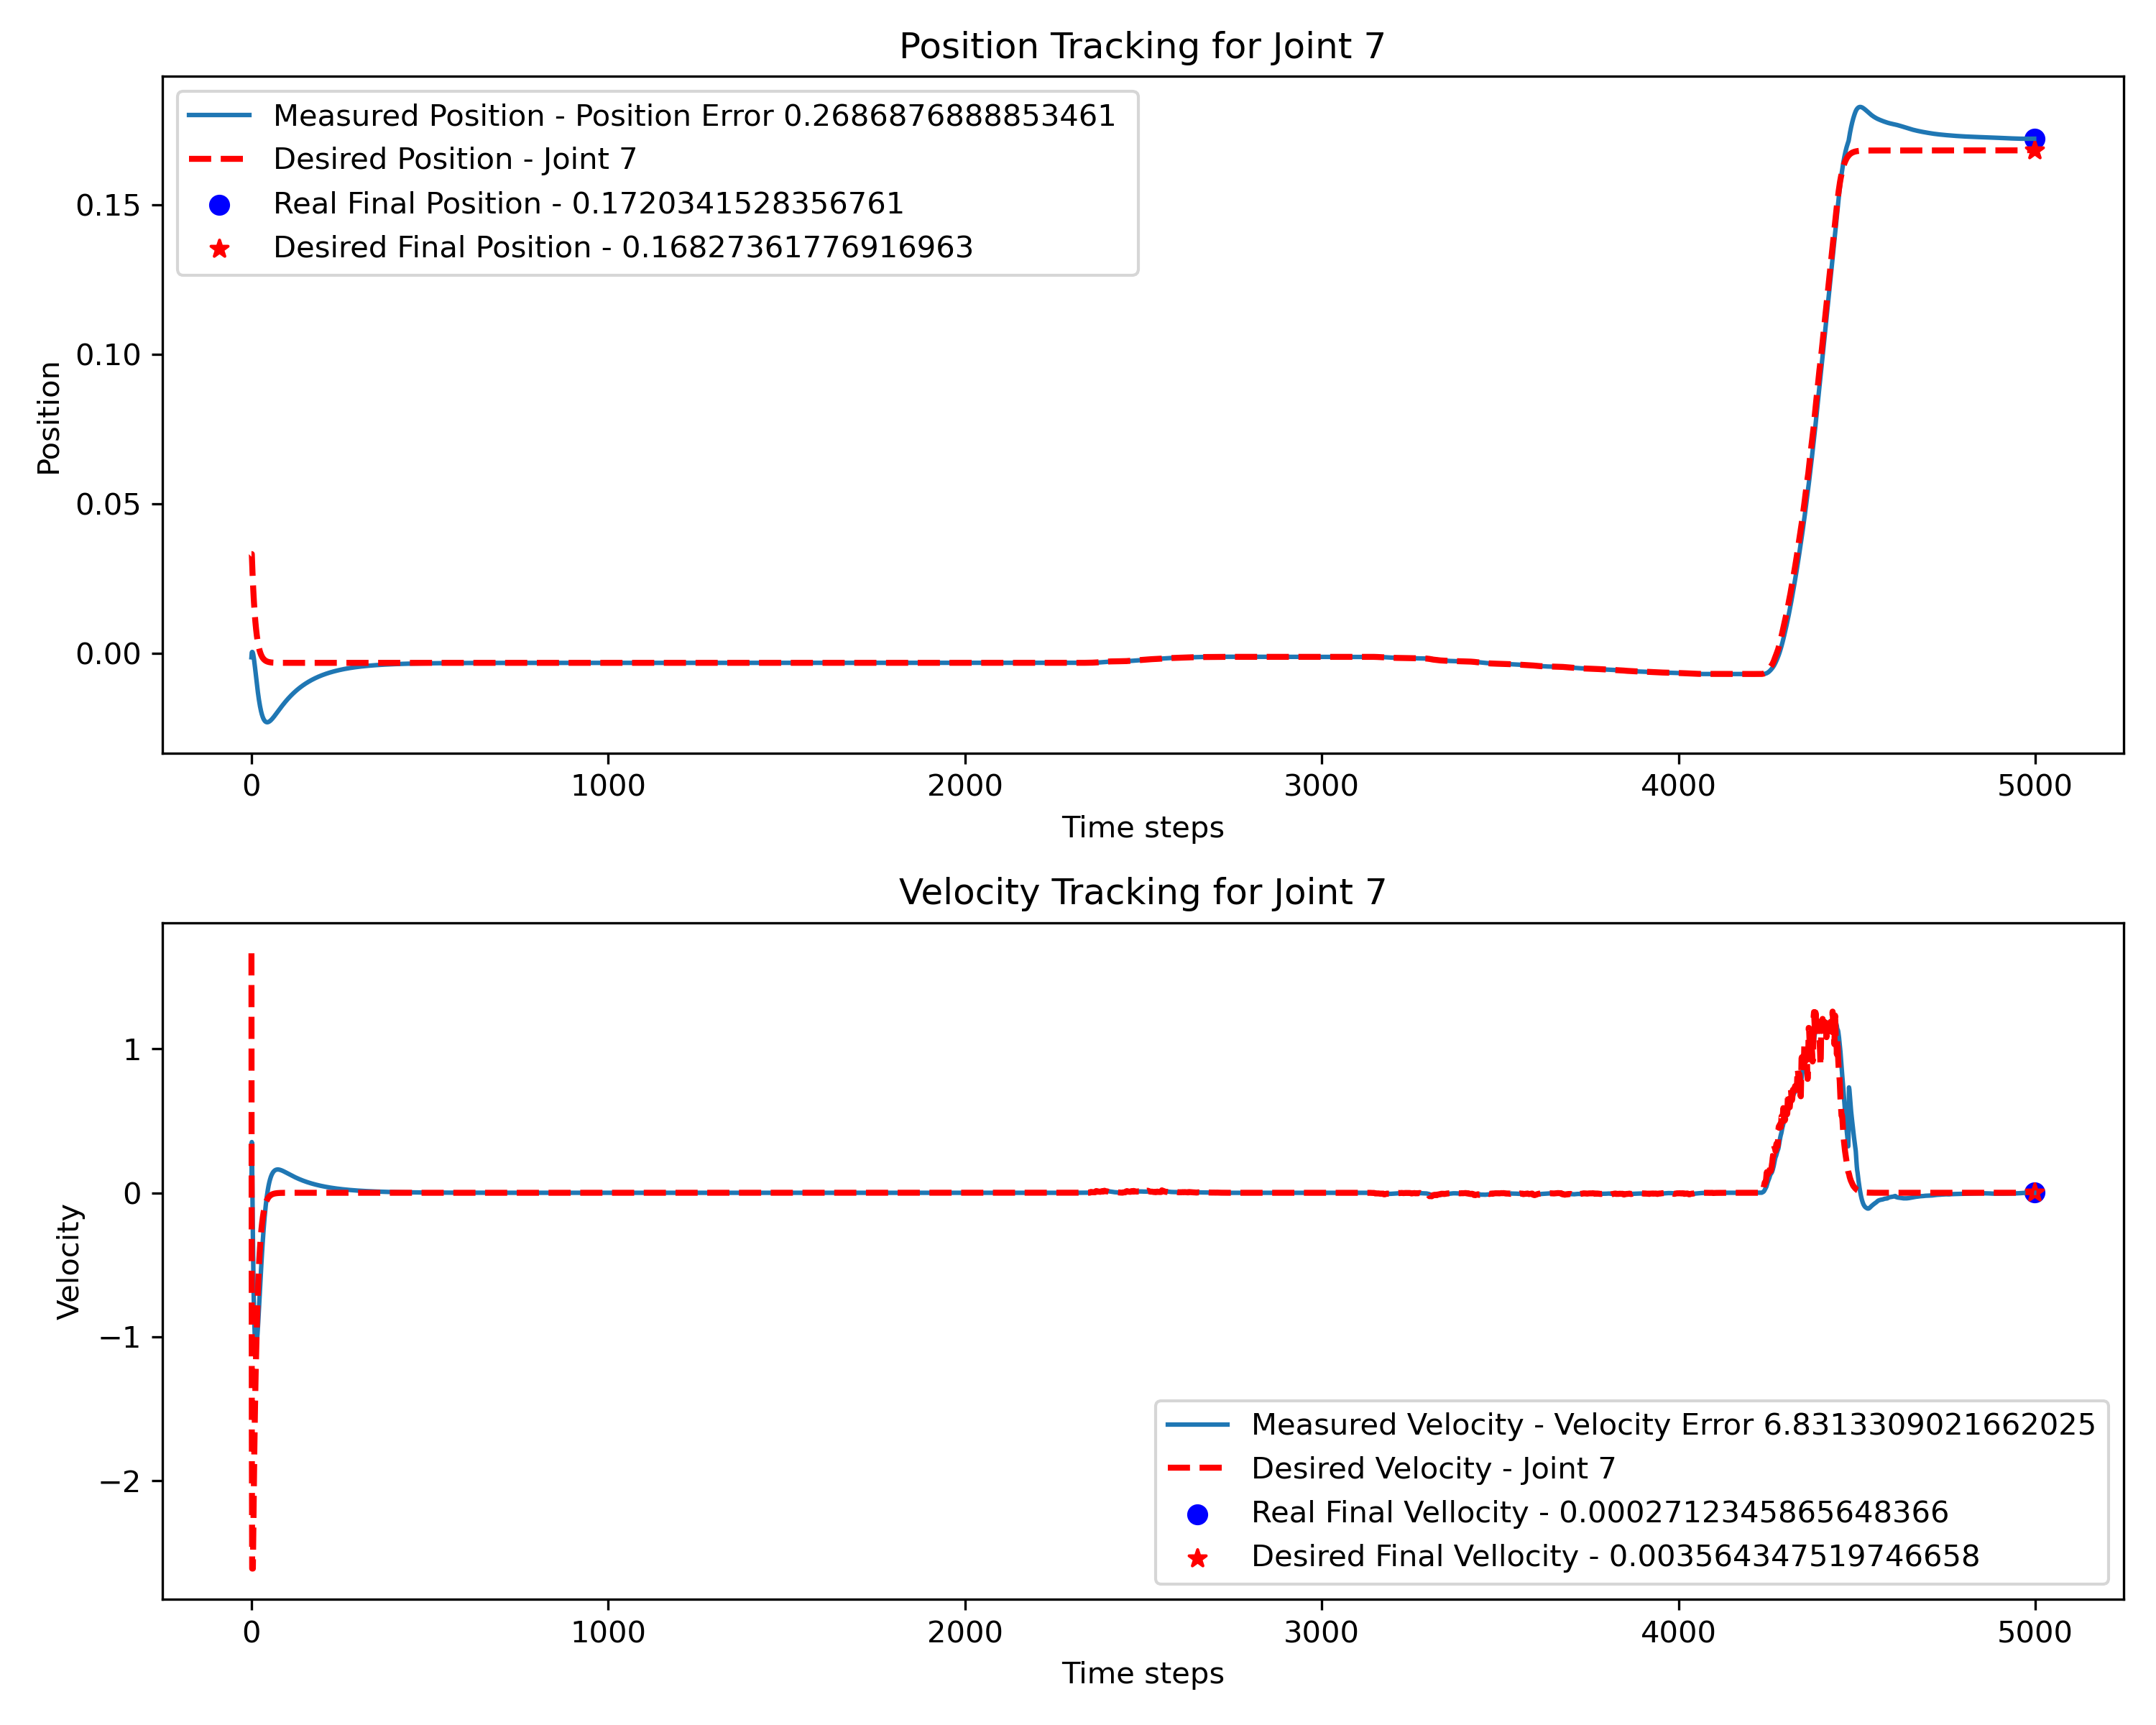 Position Tracking for Joint 7
Measured Position - Position Error 0.2686876888853461
Desired Position - Joint 7
Real Final Position - 0.1720341528356761
Desired Final Position - 0.16827361776916963
Position
0.15
0.10
0.05
0.00
0 1000 2000 3000 4000 5000
Time steps
Velocity Tracking for Joint 7
Velocity
1
0
−1
−2
Measured Velocity - Velocity Error 6.8313309021662025
Desired Velocity - Joint 7
Real Final Vellocity - 0.0002712345865648366
Desired Final Vellocity - 0.003564347519746658
0 1000 2000 3000 4000 5000
Time steps